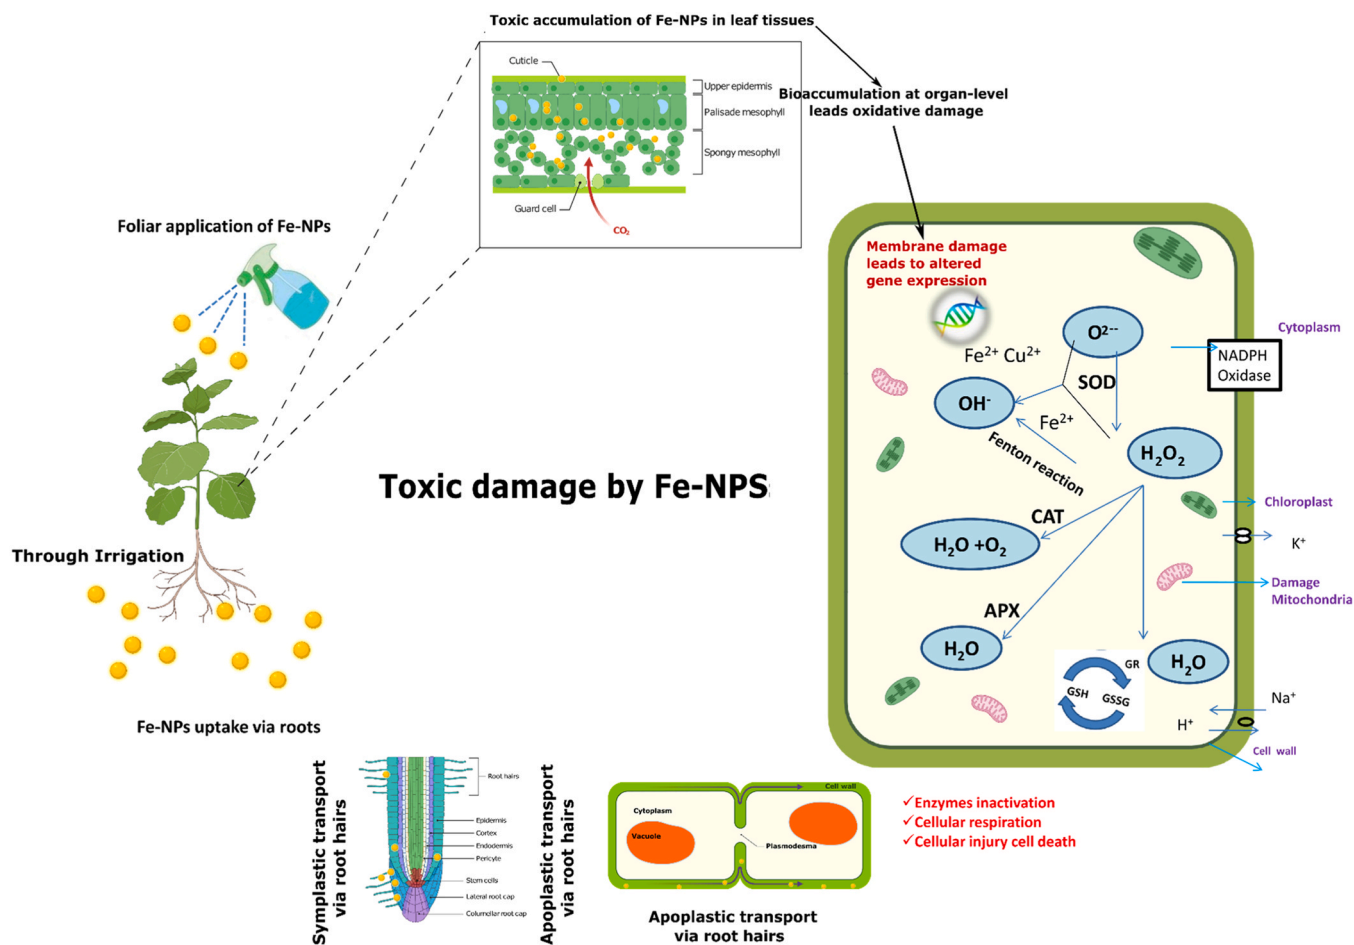 Toxic accumulation of Fe-NPs in leaf tissues
Cuticle
Upper epidermis
Palisade mesophyll
Spongy mesophyll
Guard cell
CO₂
Bioaccumulation at organ-level
leads oxidative damage
Foliar application of Fe-NPs
Through Irrigation
Fe-NPs uptake via roots
Toxic damage by Fe-NPS
Membrane damage
leads to altered
gene expression
O²⁻⁻
Fe²⁺ Cu²⁺
SOD
OH⁻
Fe²⁺
Fenton reaction
H₂O₂
CAT
H₂O +O₂
APX
H₂O
GR
GSH
GSSG
H₂O
Cytoplasm
NADPH
Oxidase
Chloroplast
K⁺
Damage
Mitochondria
Na⁺
H⁺
Cell wall
Symplastic transport
via root hairs
Root hairs
Epidermis
Cortex
Endodermis
Pericyte
Stem cells
Lateral root cap
Columellar root cap
Apoplastic transport
via root hairs
Cell wall
Cytoplasm
Vacuole
Plasmodesma
Apoplastic transport
via root hairs
✓Enzymes inactivation
✓Cellular respiration
✓Cellular injury cell death